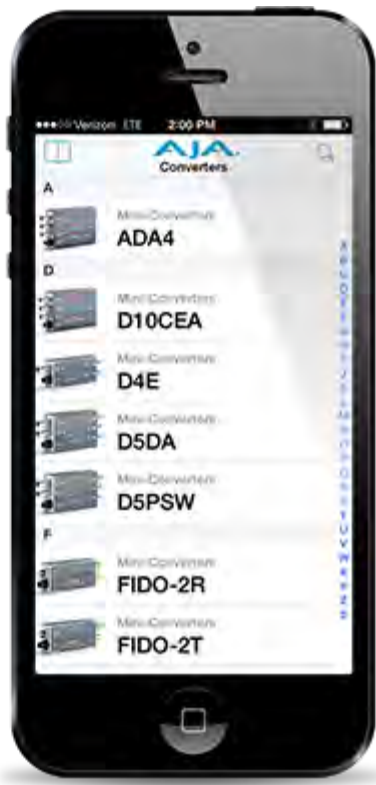 Verizon LTE 2:00 PM
AJA
Converters
A
Mini-Converters
ADA4
D
Mini-Converters
D10CEA
Mini-Converters
D4E
Mini-Converters
D5DA
Mini-Converters
D5PSW
F
Mini-Converters
FIDO-2R
Mini-Converters
FIDO-2T